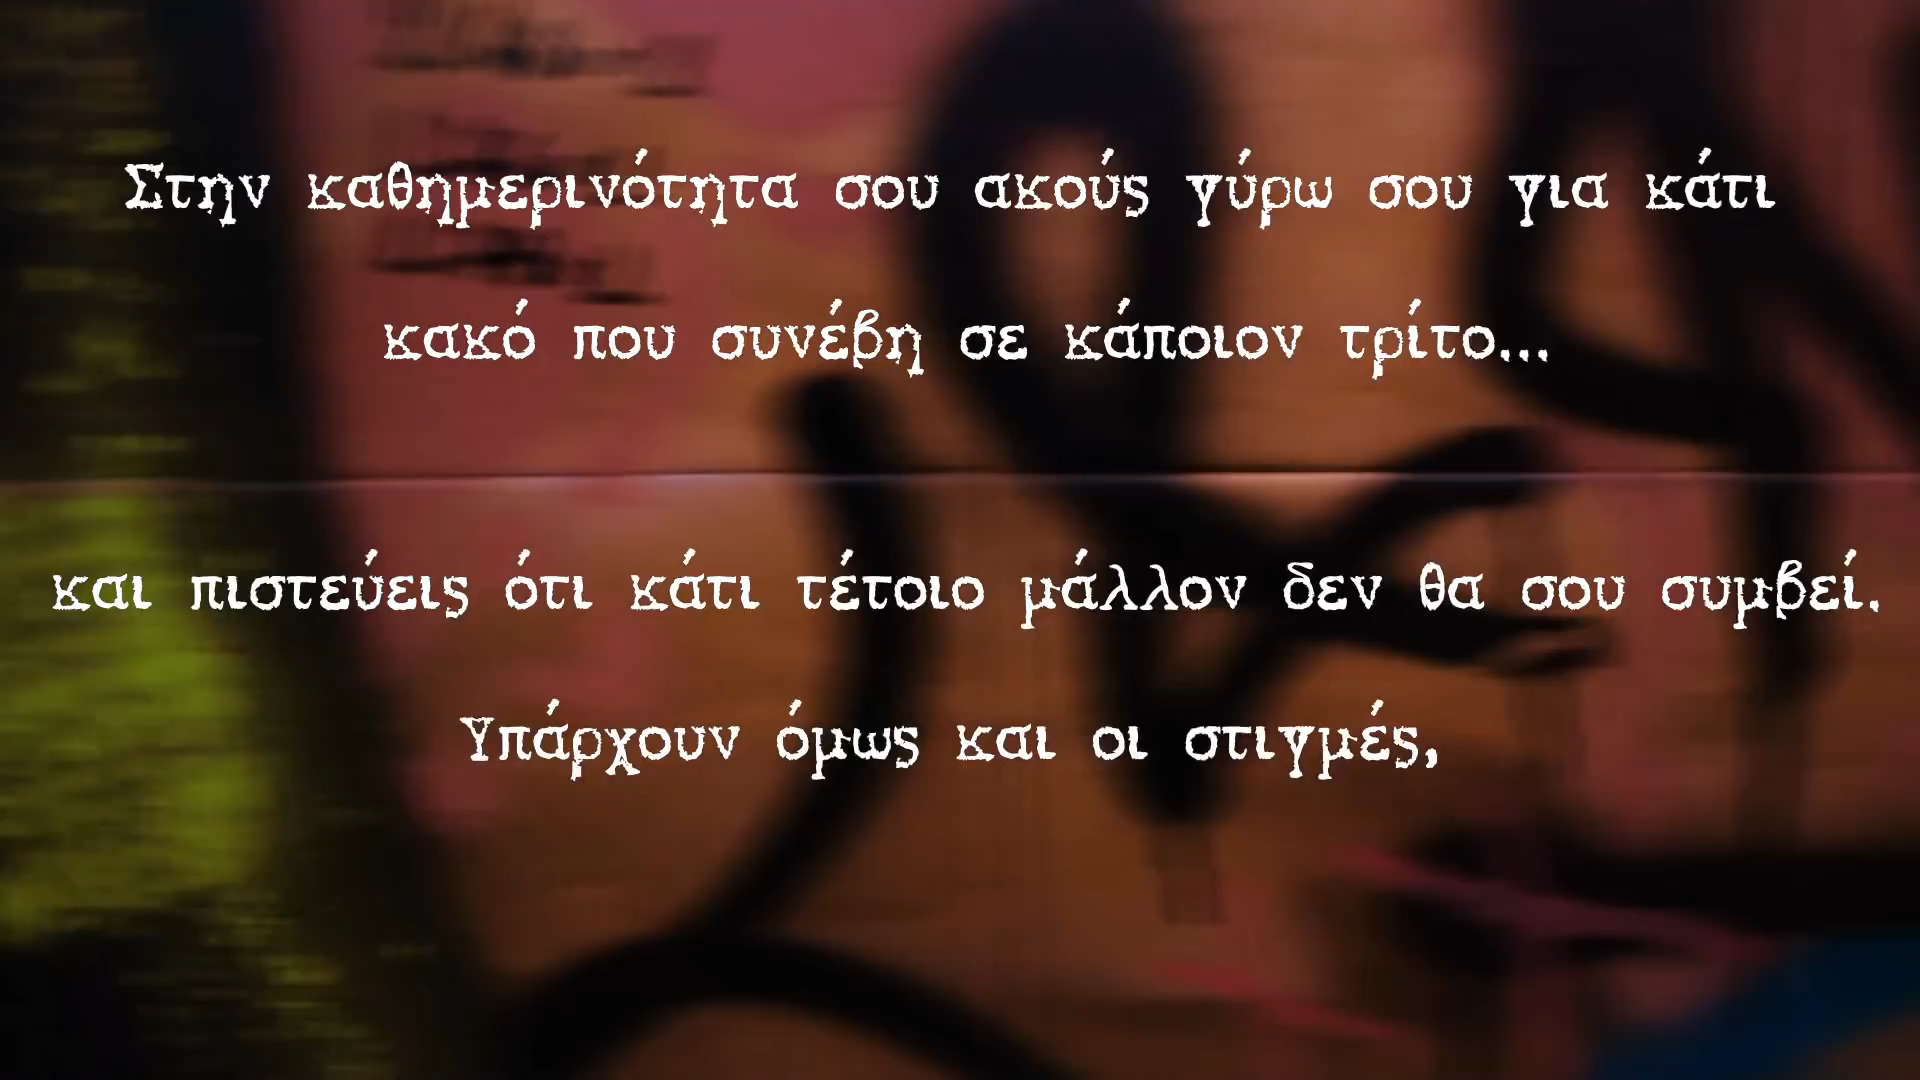 Στην καθημερινότητα σου ακούς γύρω σου για κάτι
κακό που συνέβη σε κάποιον τρίτο...
και πιστεύεις ότι κάτι τέτοιο μάλλον δεν θα σου συμβεί.
Υπάρχουν όμως και οι στιγμές,